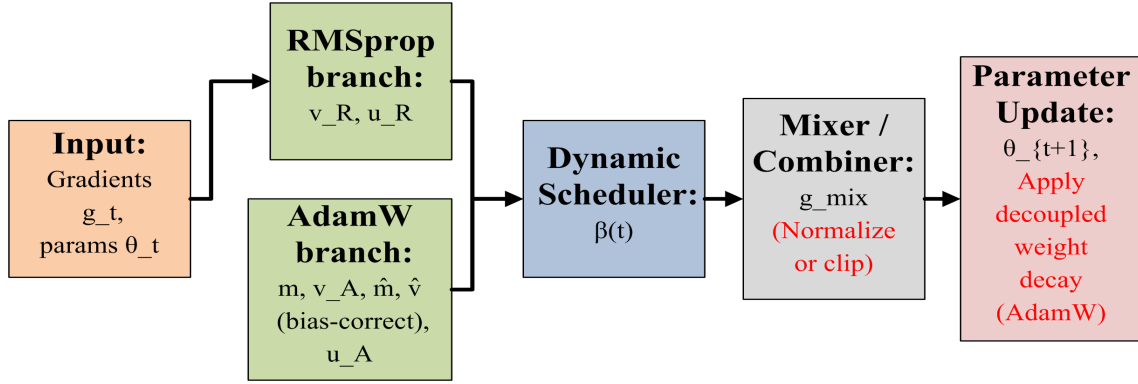 Input:
Gradients
g_t,
params θ_t
RMSprop
branch:
v_R, u_R
AdamW
branch:
m, v_A, m̂, v̂
(bias-correct),
u_A
Dynamic
Scheduler:
β(t)
Mixer /
Combiner:
g_mix
(Normalize
or clip)
Parameter
Update:
θ_{t+1},
Apply
decoupled
weight
decay
(AdamW)